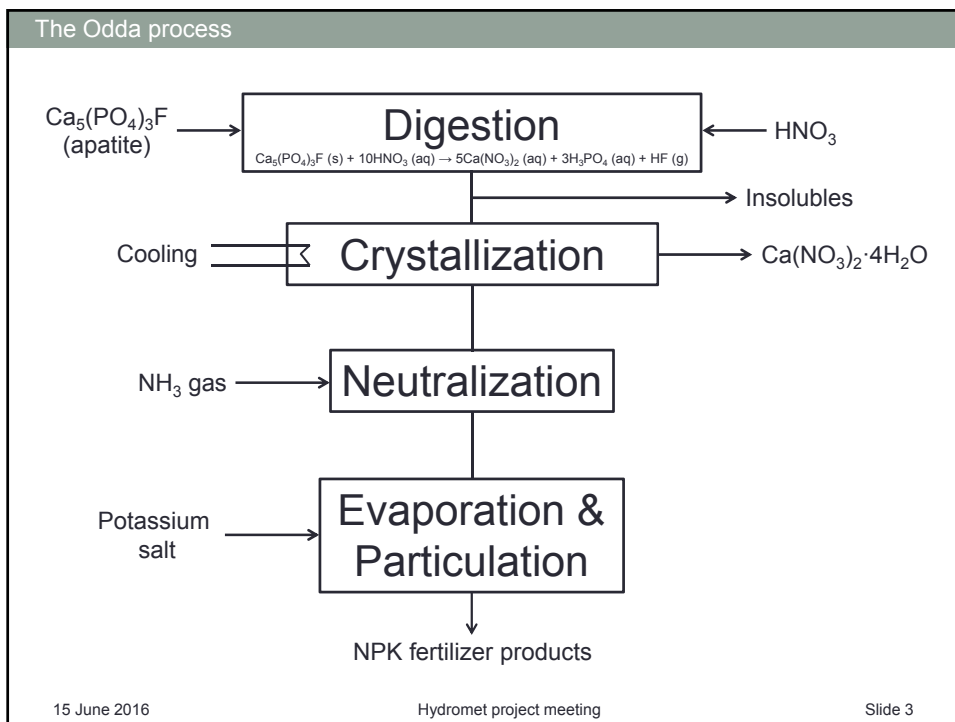 The Odda process
Ca₅(PO₄)₃F
(apatite)
Digestion
Ca₅(PO₄)₃F (s) + 10HNO₃ (aq) → 5Ca(NO₃)₂ (aq) + 3H₃PO₄ (aq) + HF (g)
HNO₃
Insolubles
Cooling
Crystallization
Ca(NO₃)₂·4H₂O
NH₃ gas
Neutralization
Potassium
salt
Evaporation &
Particulation
NPK fertilizer products
15 June 2016
Hydromet project meeting
Slide 3